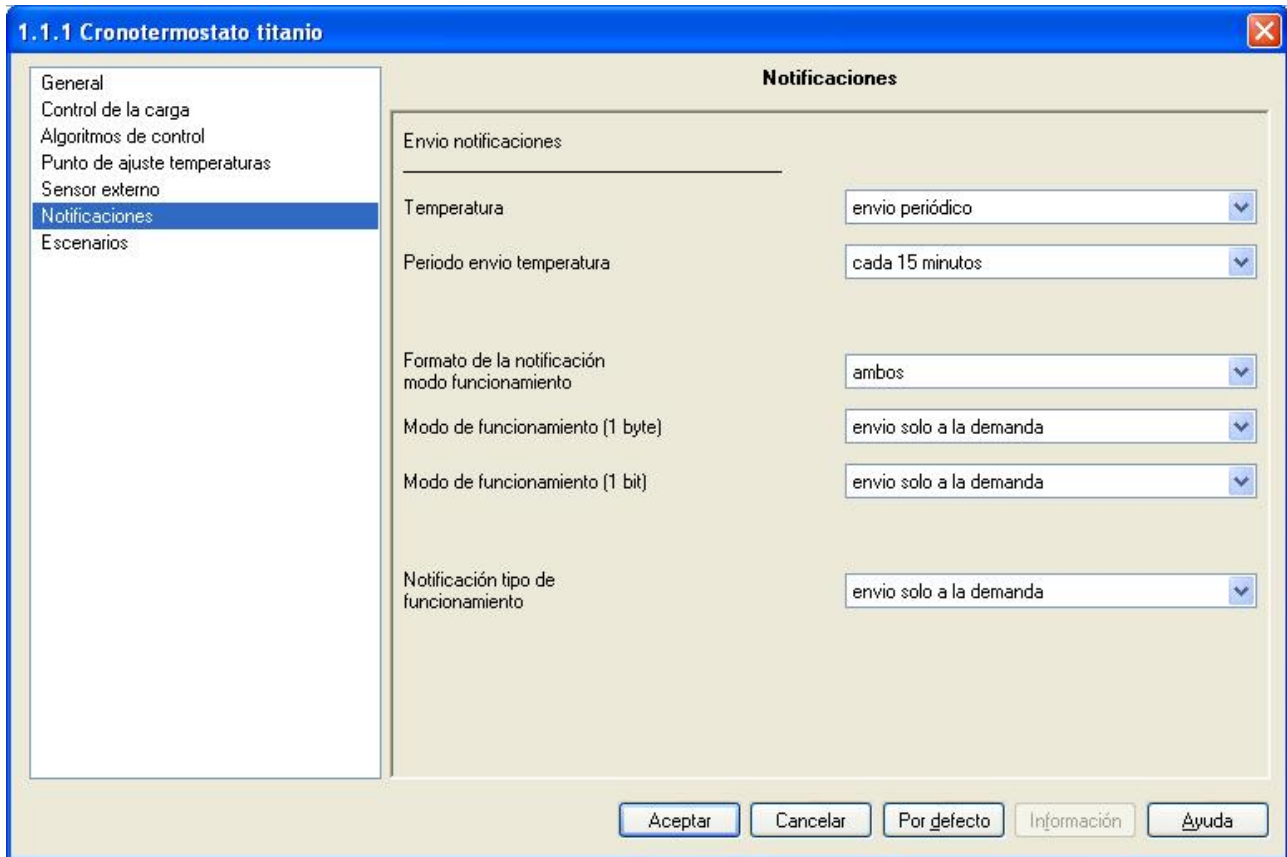 1.1.1 Cronotermostato titanio
General
Control de la carga
Algoritmos de control
Punto de ajuste temperaturas
Sensor externo
Notificaciones
Escenarios
Notificaciones
Envio notificaciones
Temperatura
envio periódico
Periodo envio temperatura
cada 15 minutos
Formato de la notificación
modo funcionamiento
ambos
Modo de funcionamiento (1 byte)
envio solo a la demanda
Modo de funcionamiento (1 bit)
envio solo a la demanda
Notificación tipo de
funcionamiento
envio solo a la demanda
Aceptar
Cancelar
Por defecto
Información
Ayuda